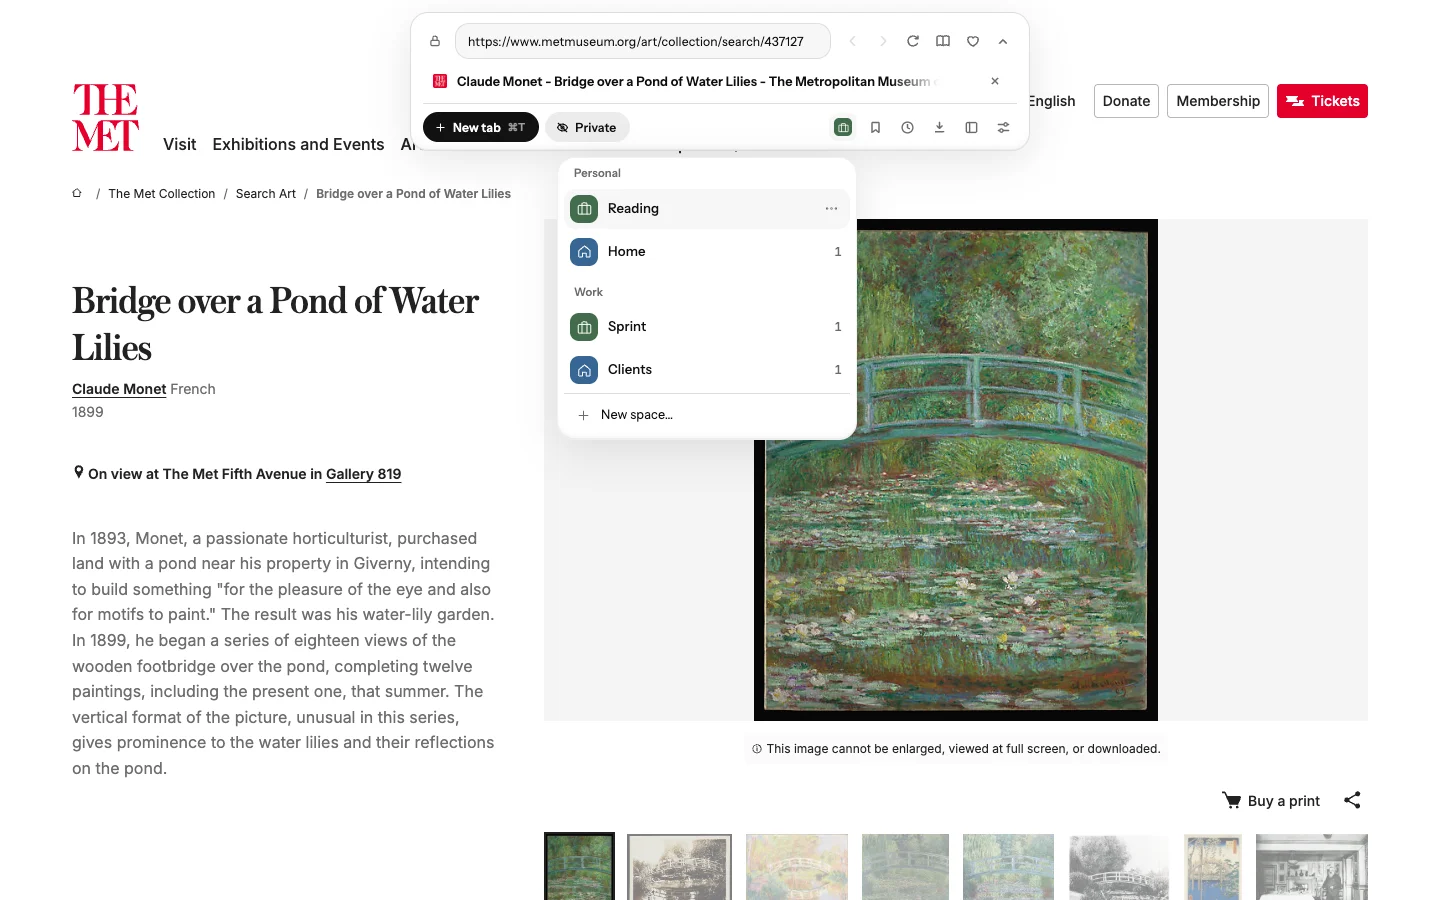 https://www.metmuseum.org/art/collection/search/437127
Claude Monet - Bridge over a Pond of Water Lilies - The Metropolitan Museum
New tab ⌘T
Private
THE MET
Visit
Exhibitions and Events
English
Donate
Membership
Tickets
/ The Met Collection / Search Art / Bridge over a Pond of Water Lilies
Personal
Reading
Home 1
Work
Sprint 1
Clients 1
New space…
Bridge over a Pond of Water
Lilies
Claude Monet French
1899
On view at The Met Fifth Avenue in Gallery 819
In 1893, Monet, a passionate horticulturist, purchased
land with a pond near his property in Giverny, intending
to build something "for the pleasure of the eye and also
for motifs to paint." The result was his water-lily garden.
In 1899, he began a series of eighteen views of the
wooden footbridge over the pond, completing twelve
paintings, including the present one, that summer. The
vertical format of the picture, unusual in this series,
gives prominence to the water lilies and their reflections
on the pond.
This image cannot be enlarged, viewed at full screen, or downloaded.
Buy a print